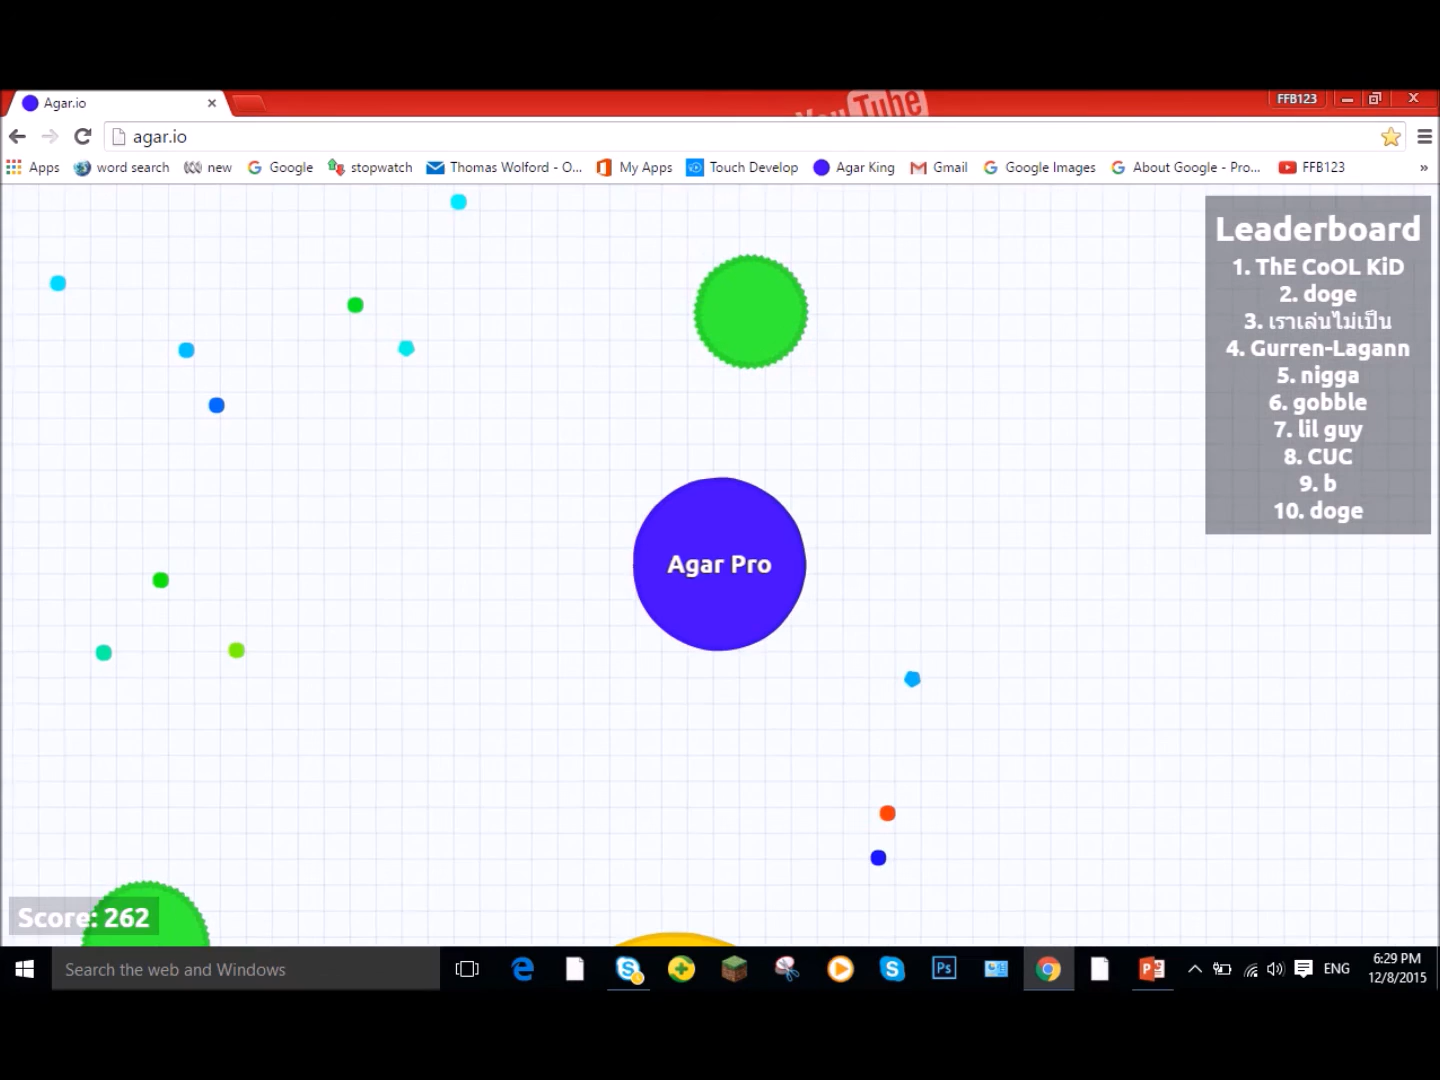 Agar.io
YouTube
FFB123
agar.io
Apps
word search
new
Google
stopwatch
Thomas Wolford - O...
My Apps
Touch Develop
Agar King
Gmail
Google Images
About Google - Pro...
FFB123
»
Leaderboard
1. ThE CoOL KiD
2. doge
3. เราเล่นไม่เป็น
4. Gurren-Lagann
5. nigga
6. gobble
7. lil guy
8. CUC
9. b
10. doge
Agar Pro
Score: 262
Search the web and Windows
Ps
ENG
6:29 PM
12/8/2015